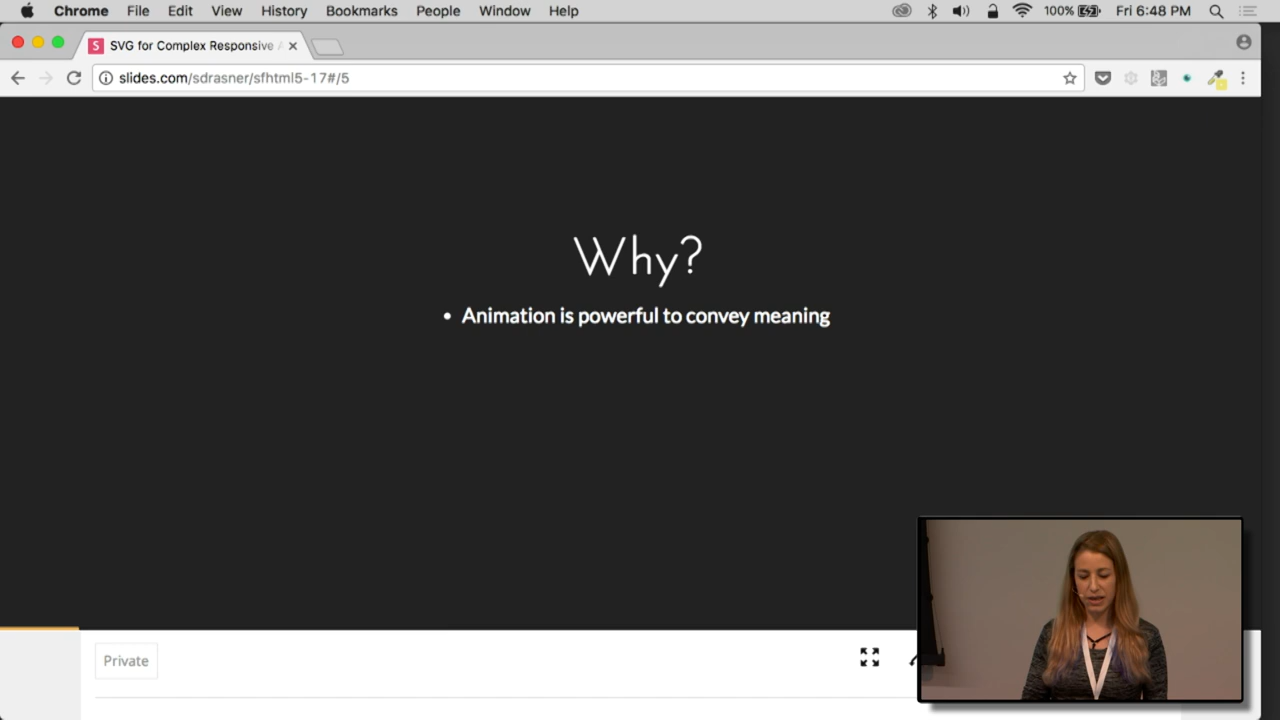 Chrome File Edit View History Bookmarks People Window Help 100% Fri 6:48 PM
S SVG for Complex Responsive
slides.com/sdrasner/sfhtml5-17#/5
Why?
• Animation is powerful to convey meaning
Private